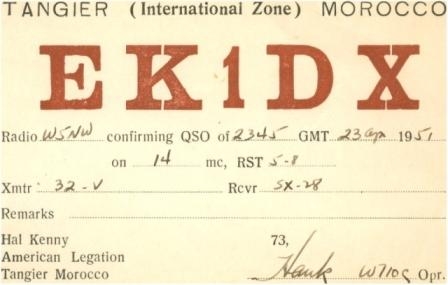 TANGIER (International Zone) MOROCCO
EK1DX
Radio W5NW confirming QSO of 2345 GMT 23 Apr 1951
on 14 mc, RST 5-8
Xmtr: 32-V Rcvr SX-28
Remarks
Hal Kenny 73,
American Legation
Tangier Morocco Hank Opr.